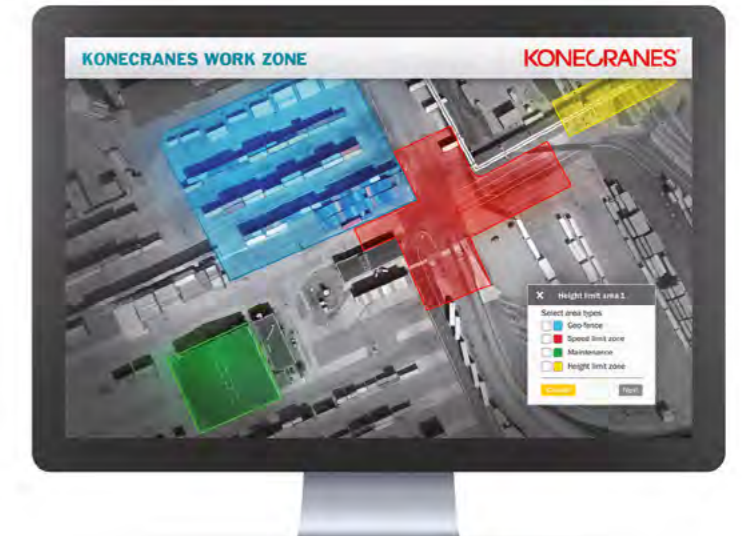 KONECRANES WORK ZONE
KONECRANES
X Height limit area 1
Select area types
Geo-fence
Speed limit zone
Maintenance
Height limit zone
Next